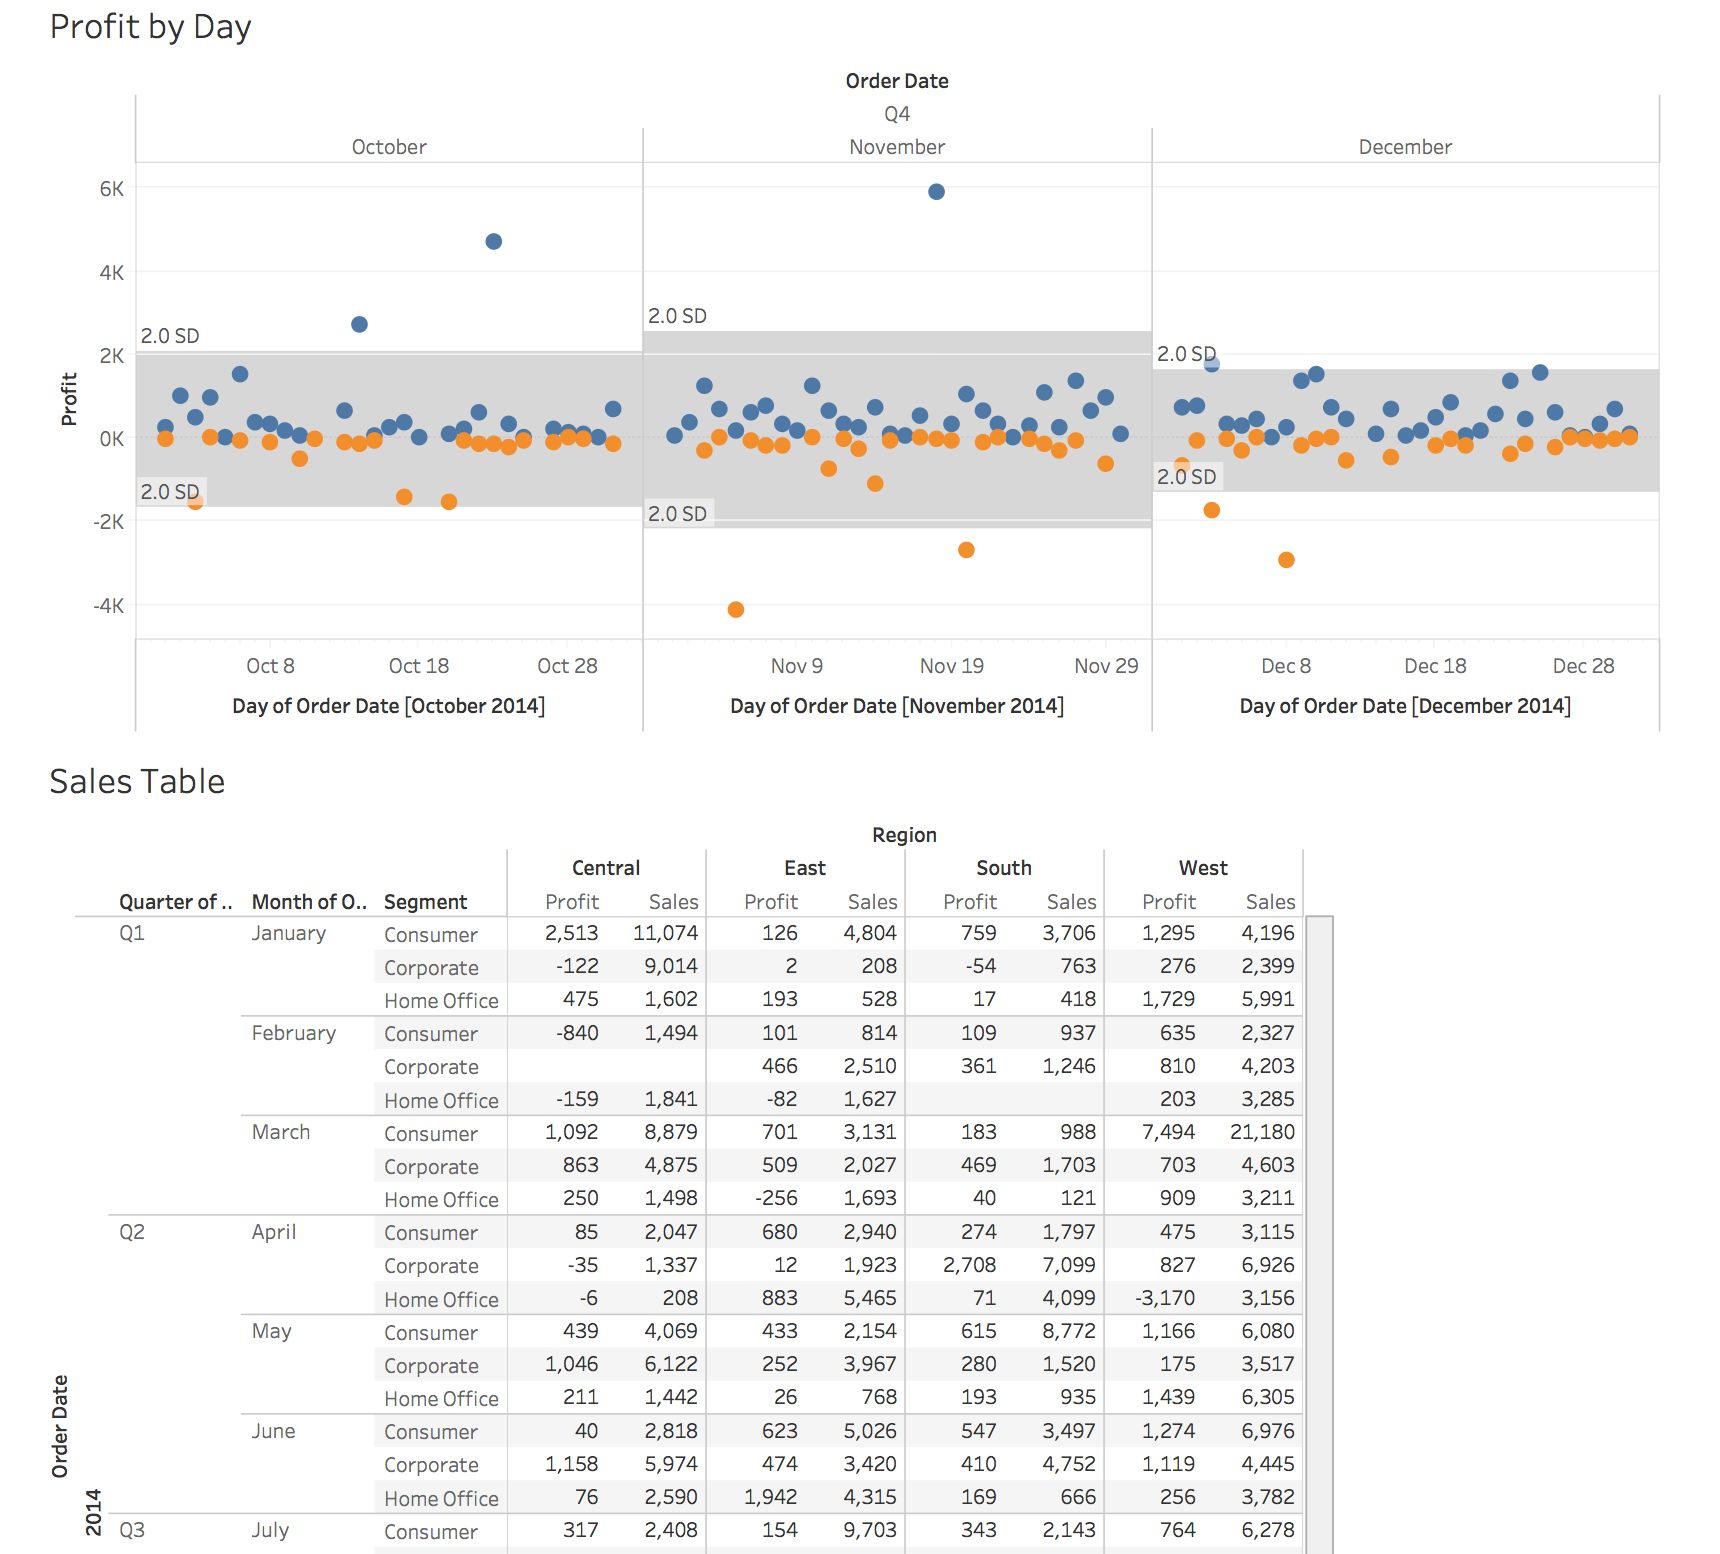 Profit by Day
Order Date
Q4
October November December
6K
4K
2K
0K
-2K
-4K
Profit
2.0 SD
2.0 SD
2.0 SD
2.0 SD
2.0 SD
2.0 SD
Oct 8 Oct 18 Oct 28 Nov 9 Nov 19 Nov 29 Dec 8 Dec 18 Dec 28
Day of Order Date [October 2014] Day of Order Date [November 2014] Day of Order Date [December 2014]
Sales Table
Region
Central East South West
Quarter of .. Month of O.. Segment Profit Sales Profit Sales Profit Sales Profit Sales
Q1 January Consumer 2,513 11,074 126 4,804 759 3,706 1,295 4,196
Corporate -122 9,014 2 208 -54 763 276 2,399
Home Office 475 1,602 193 528 17 418 1,729 5,991
February Consumer -840 1,494 101 814 109 937 635 2,327
Corporate 466 2,510 361 1,246 810 4,203
Home Office -159 1,841 -82 1,627 203 3,285
March Consumer 1,092 8,879 701 3,131 183 988 7,494 21,180
Corporate 863 4,875 509 2,027 469 1,703 703 4,603
Home Office 250 1,498 -256 1,693 40 121 909 3,211
Q2 April Consumer 85 2,047 680 2,940 274 1,797 475 3,115
Corporate -35 1,337 12 1,923 2,708 7,099 827 6,926
Home Office -6 208 883 5,465 71 4,099 -3,170 3,156
May Consumer 439 4,069 433 2,154 615 8,772 1,166 6,080
Corporate 1,046 6,122 252 3,967 280 1,520 175 3,517
Home Office 211 1,442 26 768 193 935 1,439 6,305
June Consumer 40 2,818 623 5,026 547 3,497 1,274 6,976
Corporate 1,158 5,974 474 3,420 410 4,752 1,119 4,445
Home Office 76 2,590 1,942 4,315 169 666 256 3,782
Q3 July Consumer 317 2,408 154 9,703 343 2,143 764 6,278
Order Date
2014